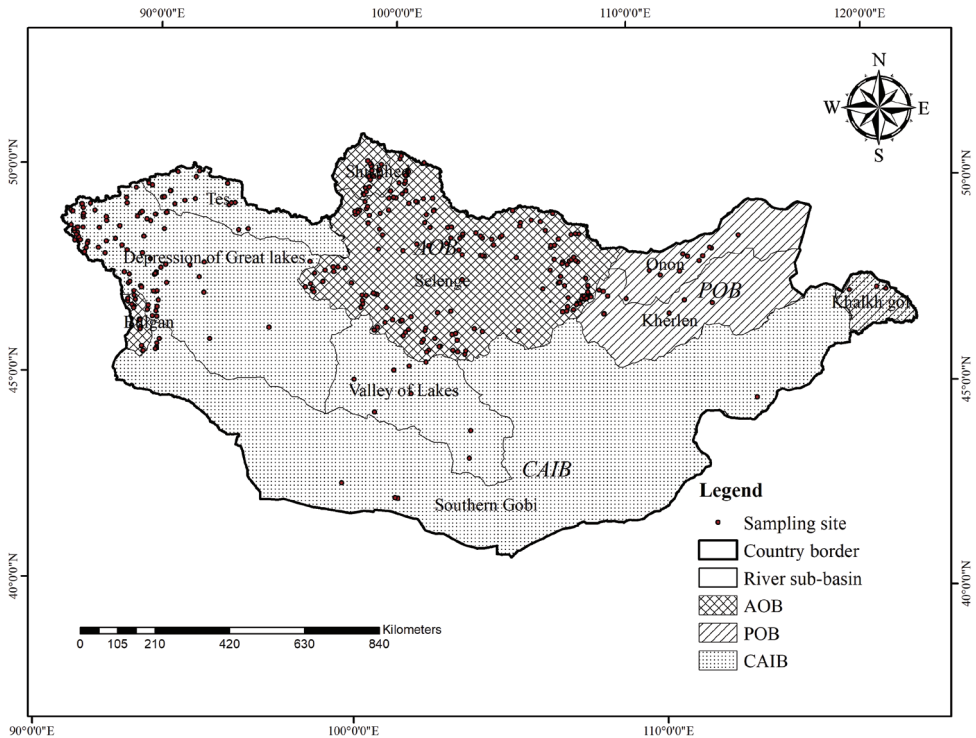 90°0'0"E 100°0'0"E 110°0'0"E 120°0'0"E
N
W E
S
50°0'0"N 50°0'0"N
Shishhed
Tes
AOB
Depression of Great lakes
Onon
Selenge
POB
Khalkh gol
Bulgan
Kherlen
45°0'0"N 45°0'0"N
Valley of Lakes
CAIB
Southern Gobi
Legend
Sampling site
Country border
River sub-basin
AOB
POB
CAIB
40°0'0"N 40°0'0"N
Kilometers
0 105 210 420 630 840
90°0'0"E 100°0'0"E 110°0'0"E